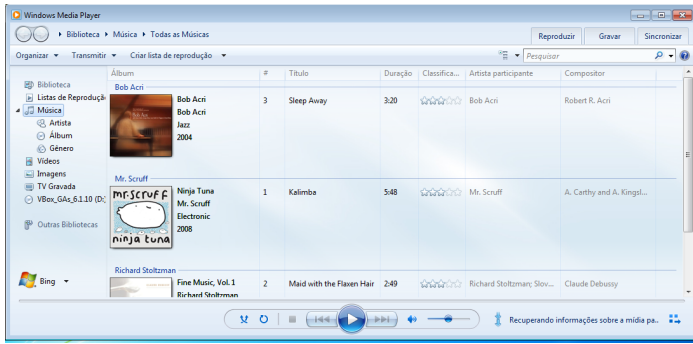 Windows Media Player
Biblioteca Música Todas as Músicas
Reproduzir Gravar Sincronizar
Organizar Transmitir Criar lista de reprodução Pesquisar
Álbum # Título Duração Classifica... Artista participante Compositor
Biblioteca
Listas de Reproduçã
Música
Artista
Álbum
Gênero
Vídeos
Imagens
TV Gravada
VBox_GAs_6.1.10 (D:)
Outras Bibliotecas
Bing
Bob Acri
Bob Acri 3 Sleep Away 3:20 Bob Acri Robert R. Acri
Bob Acri
Jazz
2004
Mr. Scruff
mr.scruff
ninja tuna
Ninja Tuna 1 Kalimba 5:48 Mr. Scruff A. Carthy and A. Kingsl...
Mr. Scruff
Electronic
2008
Richard Stoltzman
Fine Music, Vol. 1 2 Maid with the Flaxen Hair 2:49 Richard Stoltzman; Slov... Claude Debussy
Richard Stoltzman
Recuperando informações sobre a mídia pa..